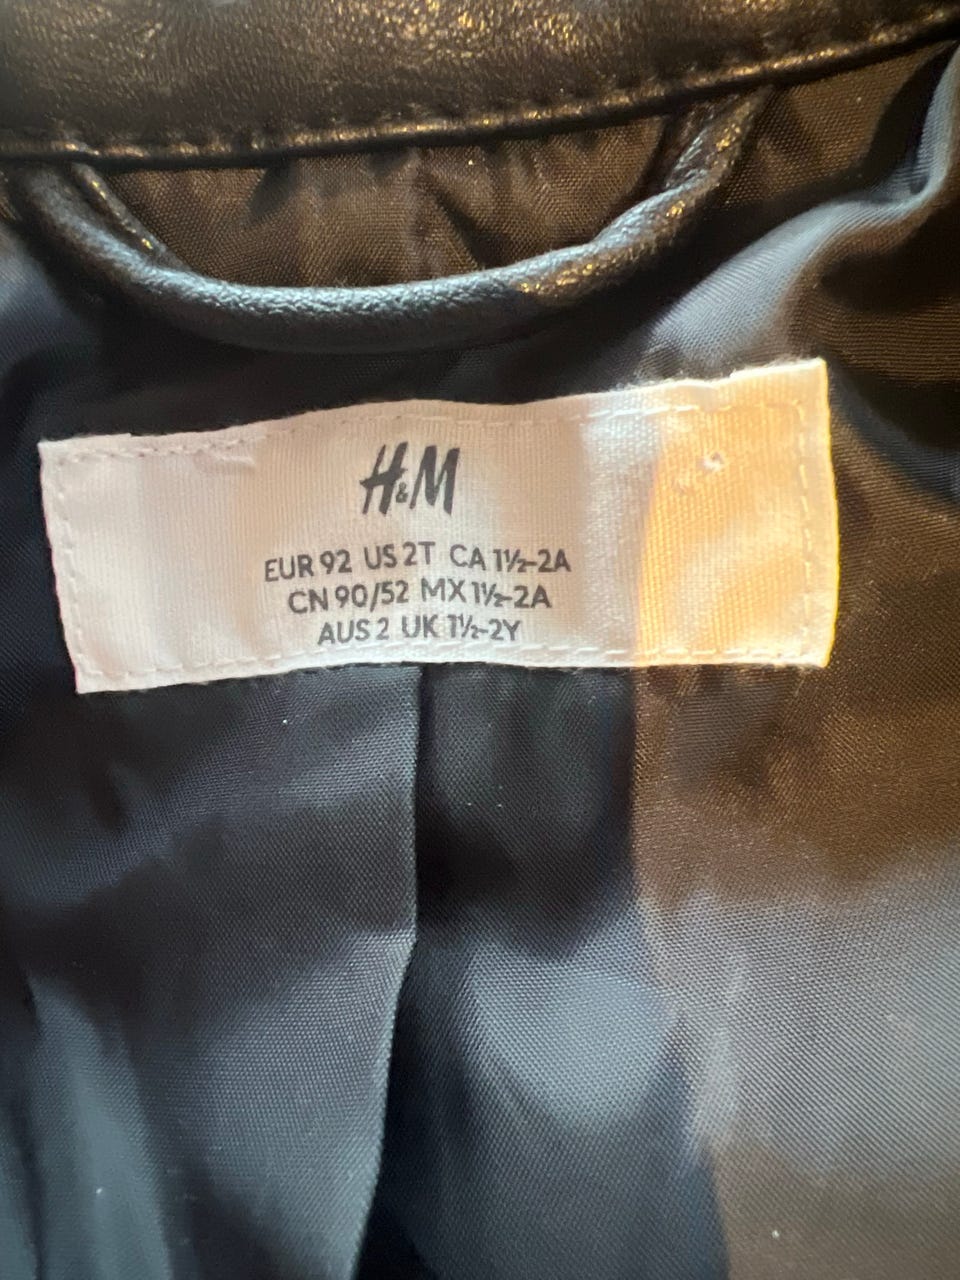 H&M
EUR 92 US 2T CA 1½-2A
CN 90/52 MX 1½-2A
AUS 2 UK 1½-2Y